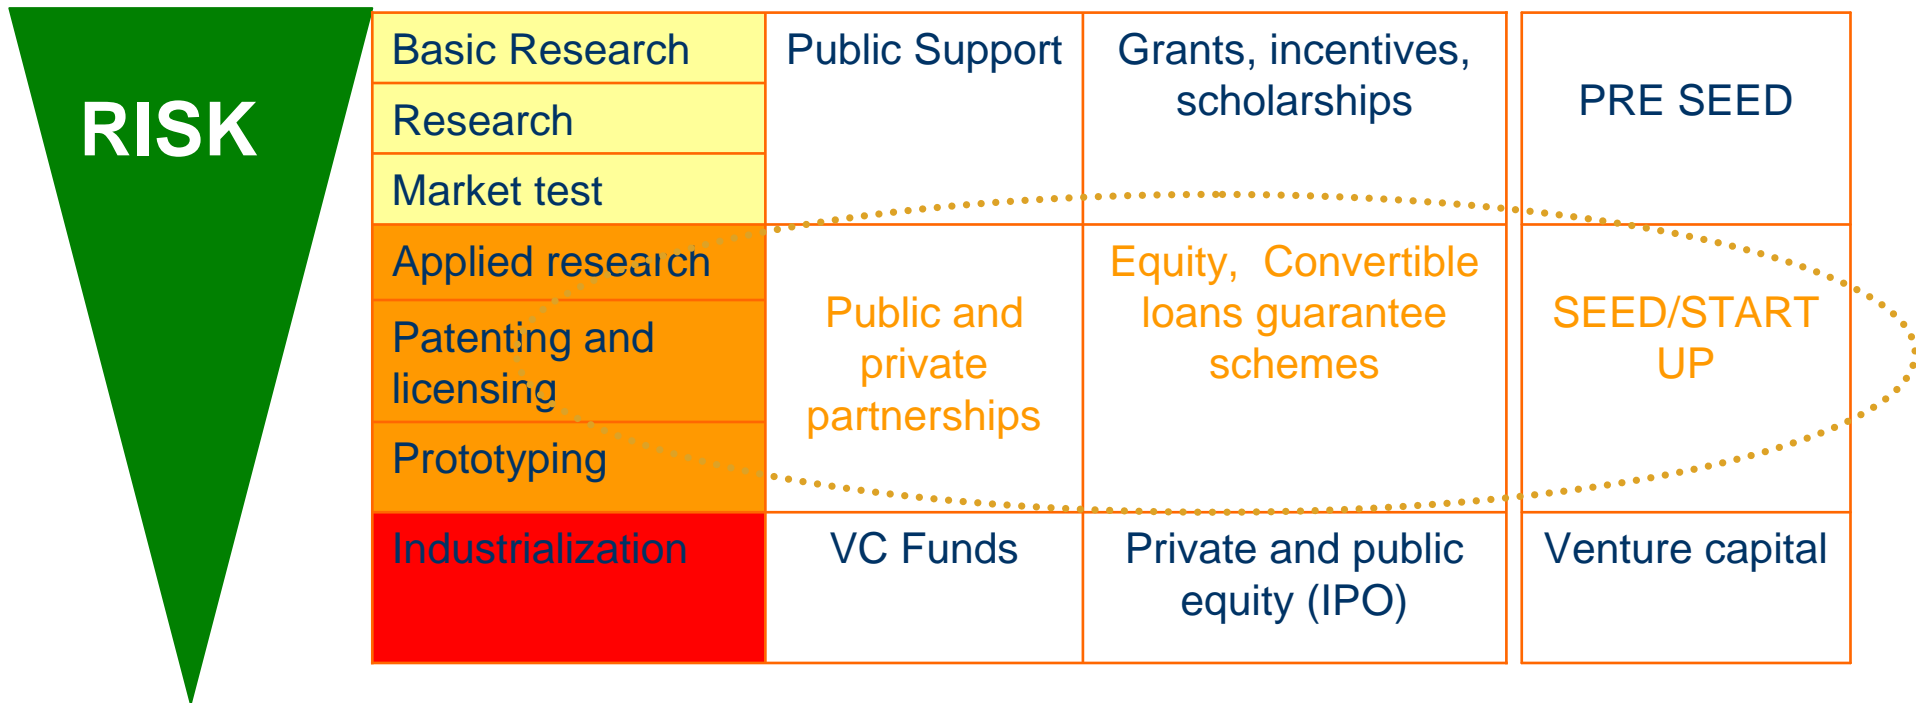 RISK
Basic Research
Research
Market test
Public Support
Grants, incentives,
scholarships
PRE SEED
Applied research
Patenting and
licensing
Prototyping
Public and
private
partnerships
Equity,  Convertible
loans guarantee
schemes
SEED/START
UP
Industrialization
VC Funds
Private and public
equity (IPO)
Venture capital